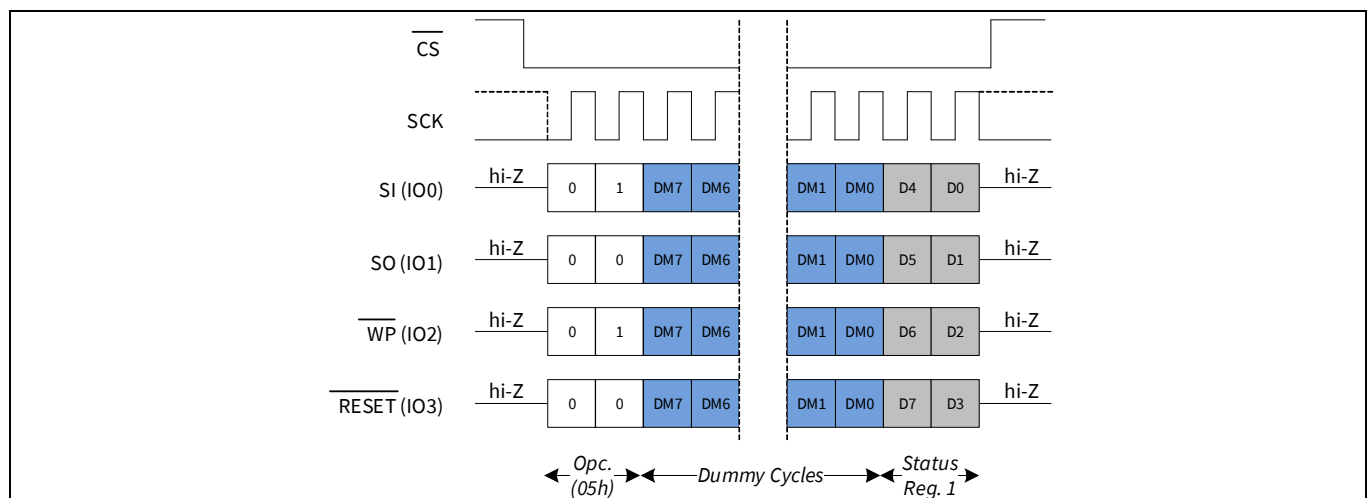 CS
SCK
SI (IO0) hi-Z 0 1 DM7 DM6 DM1 DM0 D4 D0 hi-Z
SO (IO1) hi-Z 0 0 DM7 DM6 DM1 DM0 D5 D1 hi-Z
WP (IO2) hi-Z 0 1 DM7 DM6 DM1 DM0 D6 D2 hi-Z
RESET (IO3) hi-Z 0 0 DM7 DM6 DM1 DM0 D7 D3 hi-Z
Opc. Dummy Cycles Status
(05h) Reg. 1